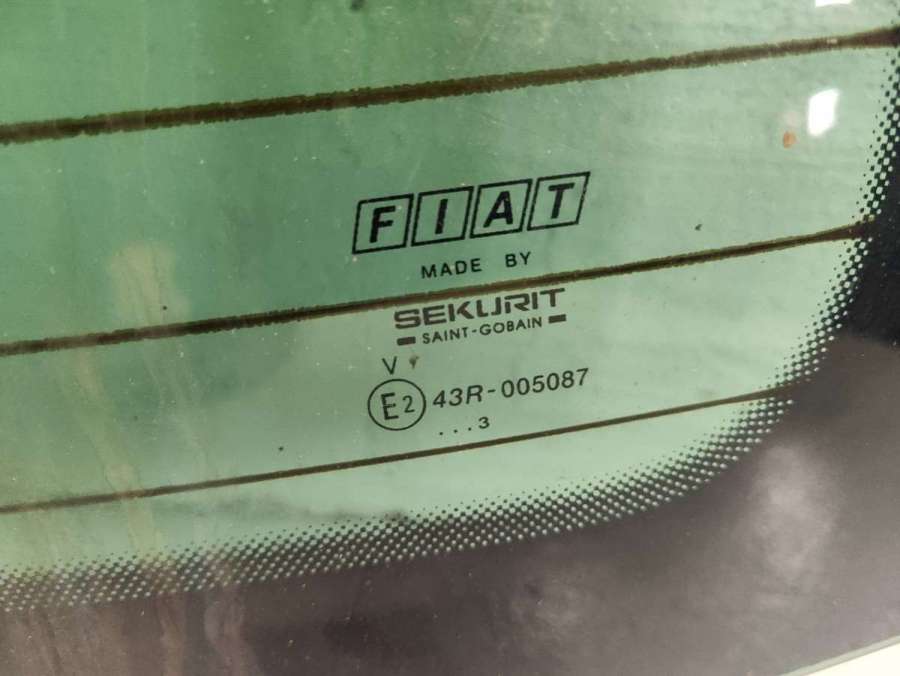 FIAT
MADE BY
SEKURIT
SAINT-GOBAIN
V
E2 43R-005087
...3